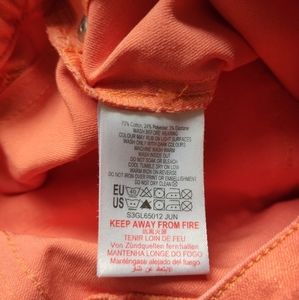 73% Cotton, 24% Polyester, 3% Elastane
WASH BEFORE WEARING
COLOUR MAY RUB ON LIGHT SURFACES
WASH ONLY WITH DARK COLOURS
MACHINE WASH WARM
WASH INSIDE OUT
DO NOT SOAK OR BLEACH
COOL TUMBLE DRY ON LOW
WARM IRON ON REVERSE
DO NOT IRON PRINT OR EMBELLISHMENT
DO NOT DRY CLEAN
EU 40
US
S3GL65012 JUN
KEEP AWAY FROM FIRE
TENIR LOIN DE FEU
Von Zündquellen fernhalten
MANTENHA LONGE DO FOGO
Manténgase alejado del fuego